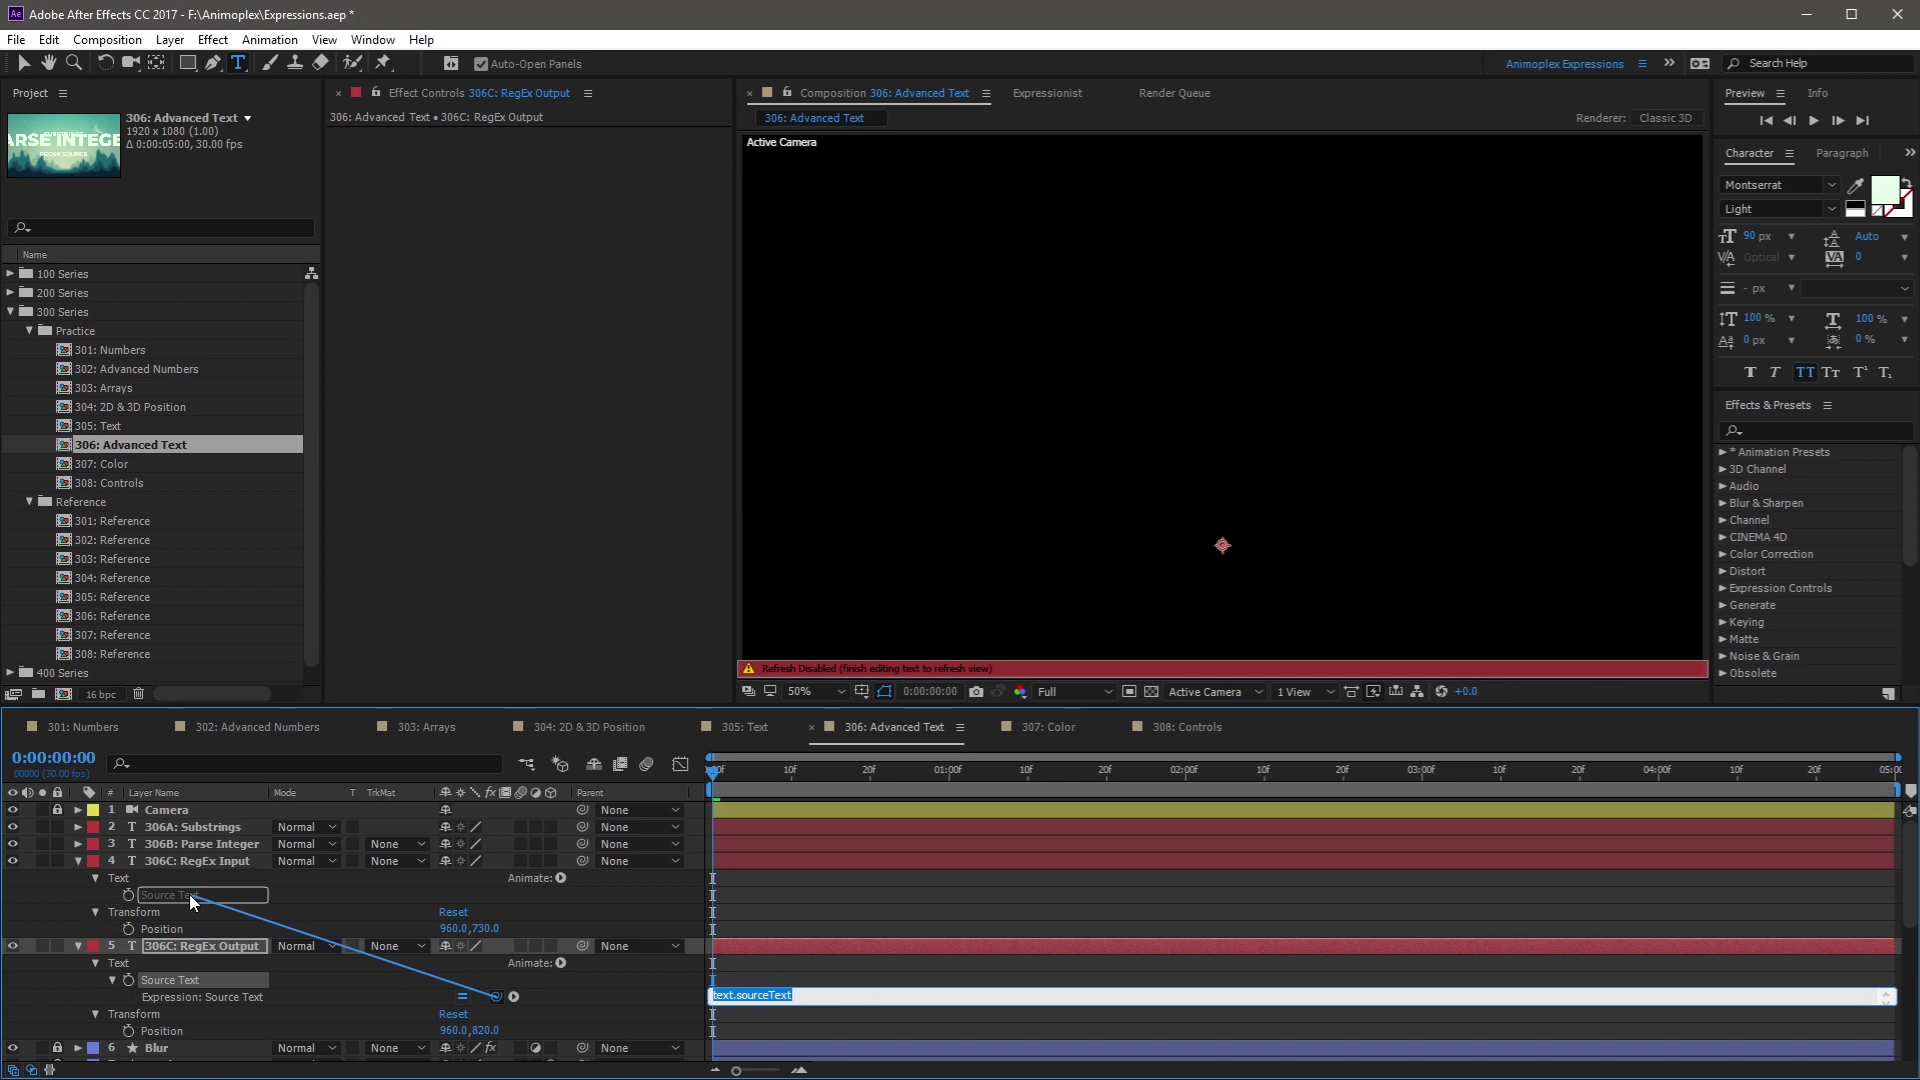 Adobe After Effects CC 2017 - F:\Animoplex\Expressions.aep *
File Edit Composition Layer Effect Animation View Window Help
Auto-Open Panels
Animoplex Expressions
Search Help
Project
306: Advanced Text
1920 x 1080 (1.00)
Δ 0:00:05:00, 30.00 fps
ARSE INTEGE
REGEX SOURCE
Name
100 Series
200 Series
300 Series
Practice
301: Numbers
302: Advanced Numbers
303: Arrays
304: 2D & 3D Position
305: Text
306: Advanced Text
307: Color
308: Controls
Reference
301: Reference
302: Reference
303: Reference
304: Reference
305: Reference
306: Reference
307: Reference
308: Reference
400 Series
16 bpc
Effect Controls 306C: RegEx Output
306: Advanced Text • 306C: RegEx Output
Composition 306: Advanced Text
Expressionist
Render Queue
306: Advanced Text
Renderer: Classic 3D
Active Camera
Refresh Disabled (finish editing text to refresh view)
50% 0:00:00:00 Full Active Camera 1 View +0.0
Preview Info
Character Paragraph
Montserrat
Light
90 px Auto
Optical 0
- px
100 % 100 %
0 px 0 %
Effects & Presets
* Animation Presets
3D Channel
Audio
Blur & Sharpen
Channel
CINEMA 4D
Color Correction
Distort
Expression Controls
Generate
Keying
Matte
Noise & Grain
Obsolete
301: Numbers 302: Advanced Numbers 303: Arrays 304: 2D & 3D Position 305: Text 306: Advanced Text 307: Color 308: Controls
0:00:00:00
00000 (30.00 fps)
10f 20f 01:00f 10f 20f 02:00f 10f 20f 03:00f 10f 20f 04:00f 10f 20f
# Layer Name Mode T TrkMat Parent
1 Camera None
2 306A: Substrings Normal None
3 306B: Parse Integer Normal None None
4 306C: RegEx Input Normal None None
Text Animate:
Source Text
Transform Reset
Position 960.0,730.0
5 306C: RegEx Output Normal None None
Text Animate:
Source Text
Expression: Source Text
text.sourceText
Transform Reset
Position 960.0,820.0
6 Blur Normal None None